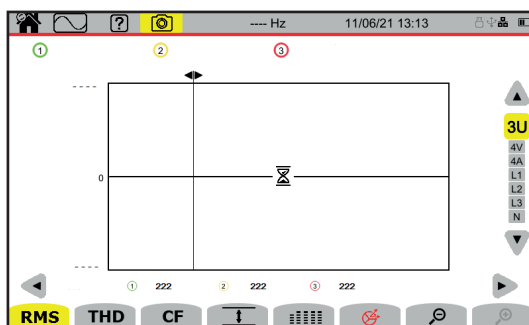 ? ---- Hz 11/06/21 13:13
1 2 3
----
3U
4V
4A
L1
L2
L3
N
0
----
1 222 2 222 3 222
RMS THD CF